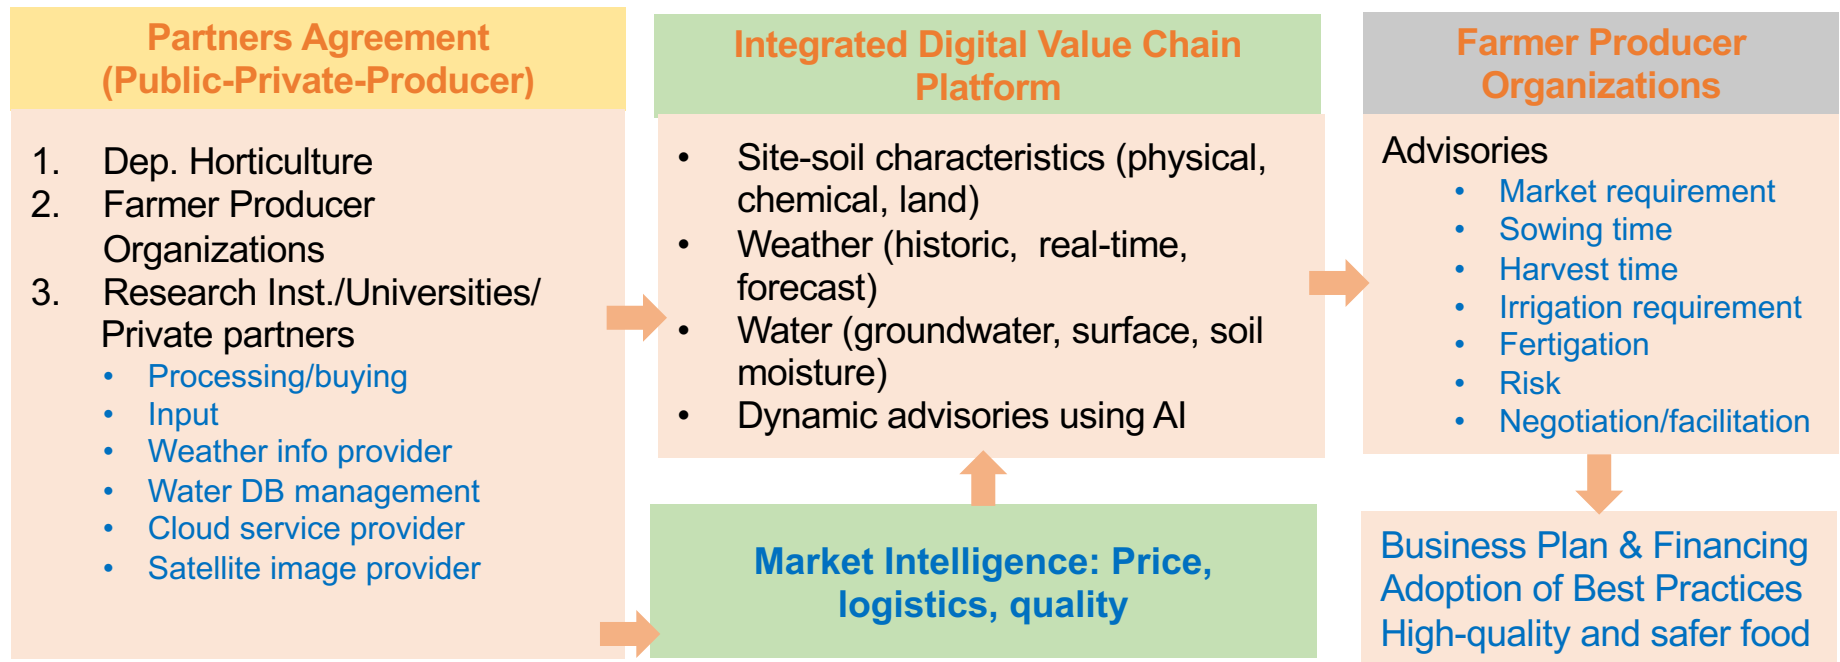 Partners Agreement
(Public-Private-Producer)
1. Dep. Horticulture
2. Farmer Producer
Organizations
3. Research Inst./Universities/
Private partners
• Processing/buying
• Input
• Weather info provider
• Water DB management
• Cloud service provider
• Satellite image provider
Integrated Digital Value Chain
Platform
• Site-soil characteristics (physical,
chemical, land)
• Weather (historic, real-time,
forecast)
• Water (groundwater, surface, soil
moisture)
• Dynamic advisories using AI
Market Intelligence: Price,
logistics, quality
Farmer Producer
Organizations
Advisories
• Market requirement
• Sowing time
• Harvest time
• Irrigation requirement
• Fertigation
• Risk
• Negotiation/facilitation
Business Plan & Financing
Adoption of Best Practices
High-quality and safer food